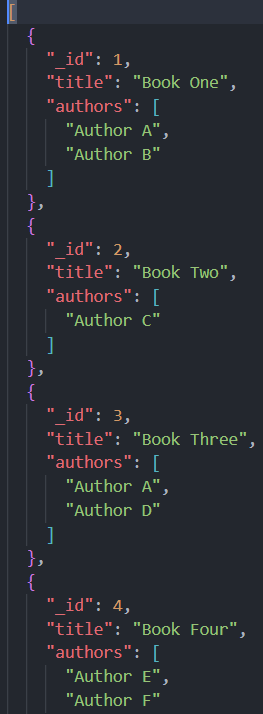 [
  {
    "_id": 1,
    "title": "Book One",
    "authors": [
      "Author A",
      "Author B"
    ]
  },
  {
    "_id": 2,
    "title": "Book Two",
    "authors": [
      "Author C"
    ]
  },
  {
    "_id": 3,
    "title": "Book Three",
    "authors": [
      "Author A",
      "Author D"
    ]
  },
  {
    "_id": 4,
    "title": "Book Four",
    "authors": [
      "Author E",
      "Author F"